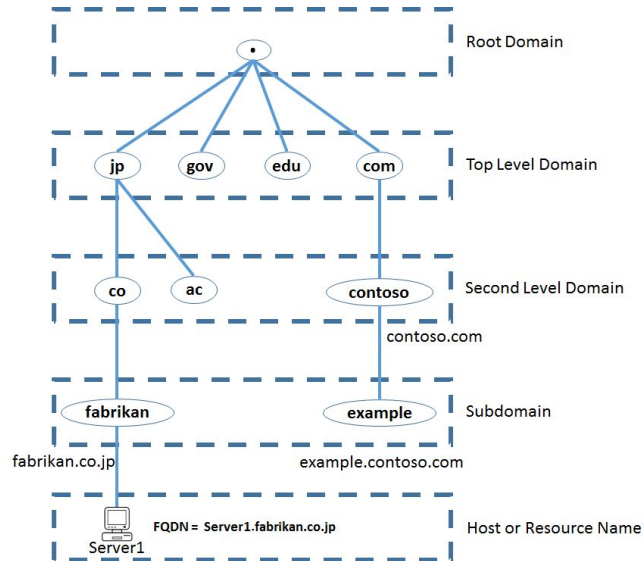 .
Root Domain
jp gov edu com
Top Level Domain
co ac contoso
Second Level Domain
contoso.com
fabrikan example
Subdomain
fabrikan.co.jp example.contoso.com
FQDN = Server1.fabrikan.co.jp
Host or Resource Name
Server1